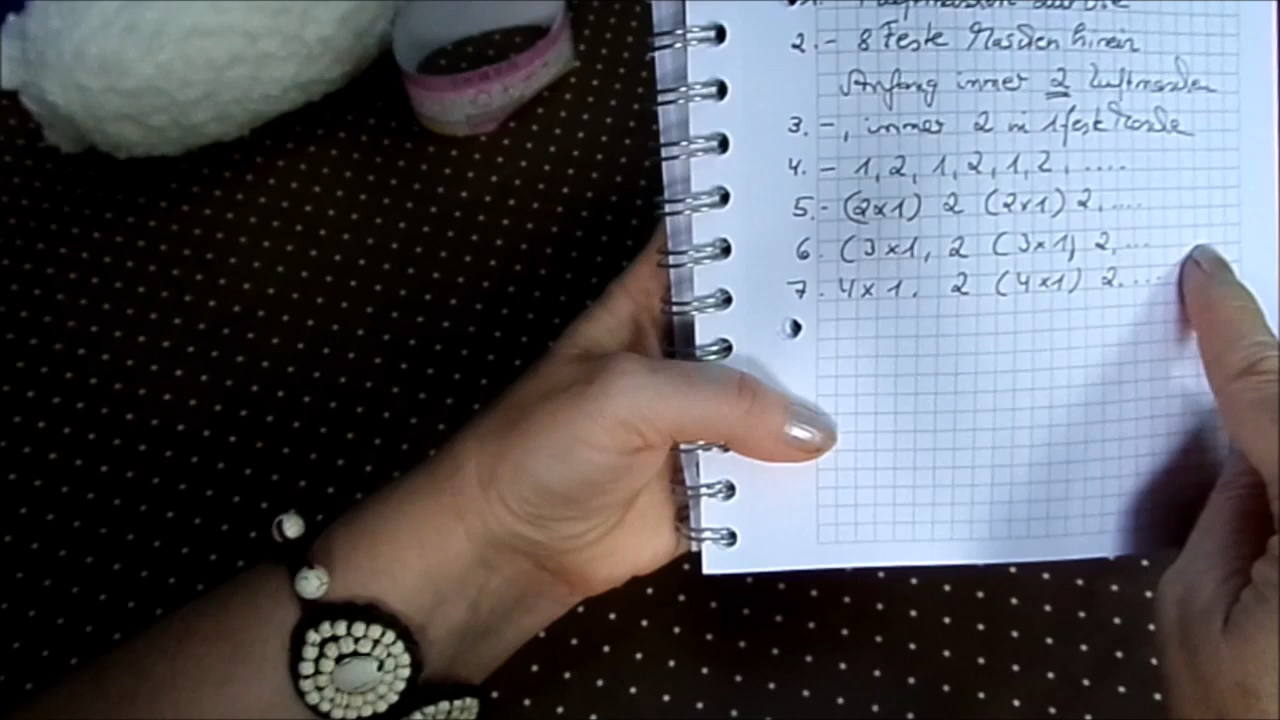 2.- 8 Feste Maschen hinein
Anfang immer 2 Luftmaschen
3. -, immer 2 in 1 feste Masche
4. - 1, 2, 1, 2, 1, 2, ....
5.- (2x1) 2 (2x1) 2, ....
6. (3x1, 2 (3x1) 2, ...
7. 4x1. 2 (4x1) 2. ....